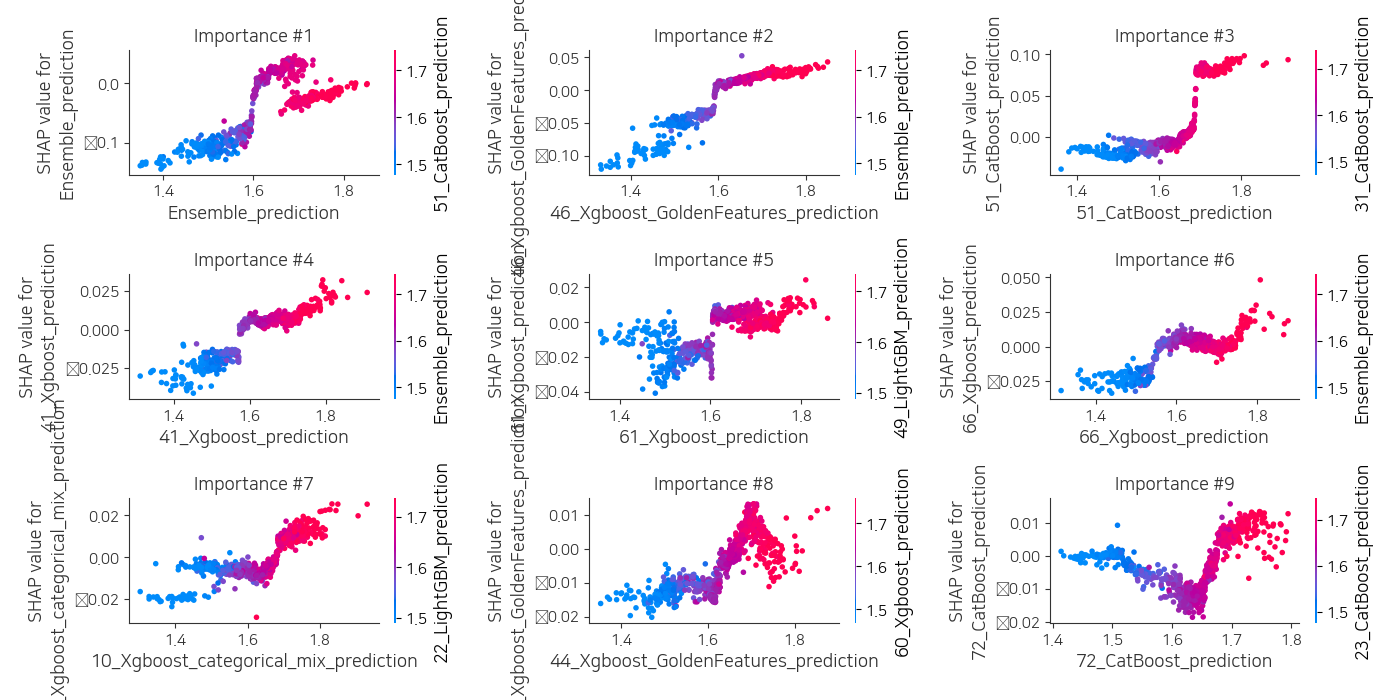 Importance #1
0.0
0.1
SHAP value for
Ensemble_prediction
1.4
1.6
1.8
Ensemble_prediction
1.7
1.6
1.5
51_CatBoost_prediction
Importance #2
0.05
0.00
0.05
0.10
SHAP value for
46_Xgboost_GoldenFeatures_prediction
1.4
1.6
1.8
46_Xgboost_GoldenFeatures_prediction
1.7
1.6
1.5
Ensemble_prediction
Importance #3
0.10
0.05
0.00
SHAP value for
51_CatBoost_prediction
1.4
1.6
1.8
51_CatBoost_prediction
1.7
1.6
1.5
31_CatBoost_prediction
Importance #4
0.025
0.000
0.025
SHAP value for
41_Xgboost_prediction
1.4
1.6
1.8
41_Xgboost_prediction
1.7
1.6
1.5
Ensemble_prediction
Importance #5
0.02
0.00
0.02
0.04
SHAP value for
61_Xgboost_prediction
1.4
1.6
1.8
61_Xgboost_prediction
1.7
1.6
1.5
49_LightGBM_prediction
Importance #6
0.050
0.025
0.000
0.025
SHAP value for
66_Xgboost_prediction
1.4
1.6
1.8
66_Xgboost_prediction
1.7
1.6
1.5
Ensemble_prediction
Importance #7
0.02
0.00
0.02
SHAP value for
_Xgboost_categorical_mix_prediction
1.4
1.6
1.8
10_Xgboost_categorical_mix_prediction
1.7
1.6
1.5
22_LightGBM_prediction
Importance #8
0.01
0.00
0.01
0.02
SHAP value for
_Xgboost_GoldenFeatures_prediction
1.4
1.6
1.8
44_Xgboost_GoldenFeatures_prediction
1.7
1.6
1.5
60_Xgboost_prediction
Importance #9
0.01
0.00
0.01
0.02
SHAP value for
72_CatBoost_prediction
1.4
1.5
1.6
1.7
1.8
72_CatBoost_prediction
1.7
1.6
1.5
23_CatBoost_prediction